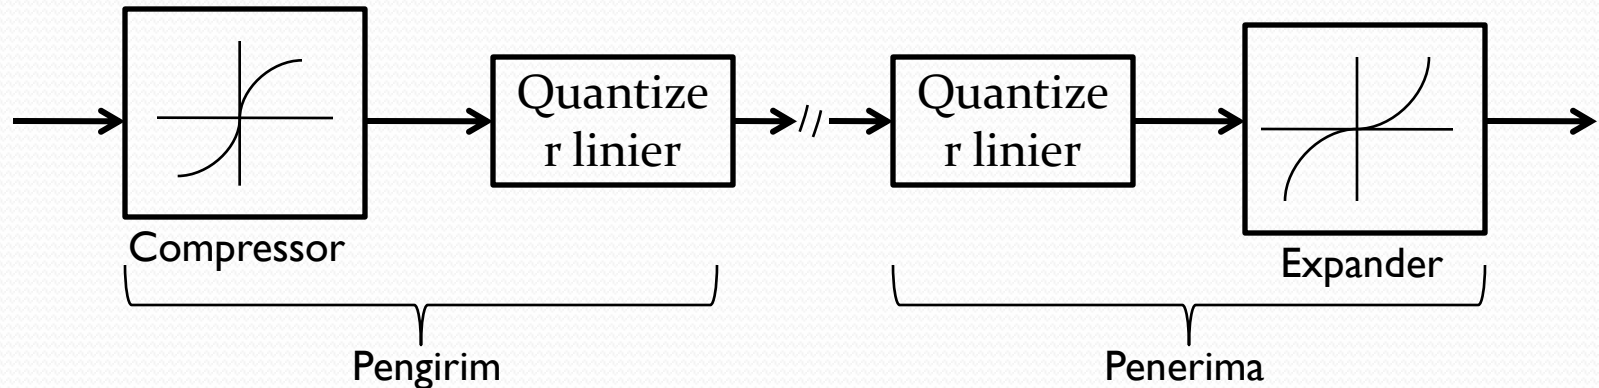 Quantize
r linier
Quantize
r linier
Compressor
Expander
Pengirim
Penerima